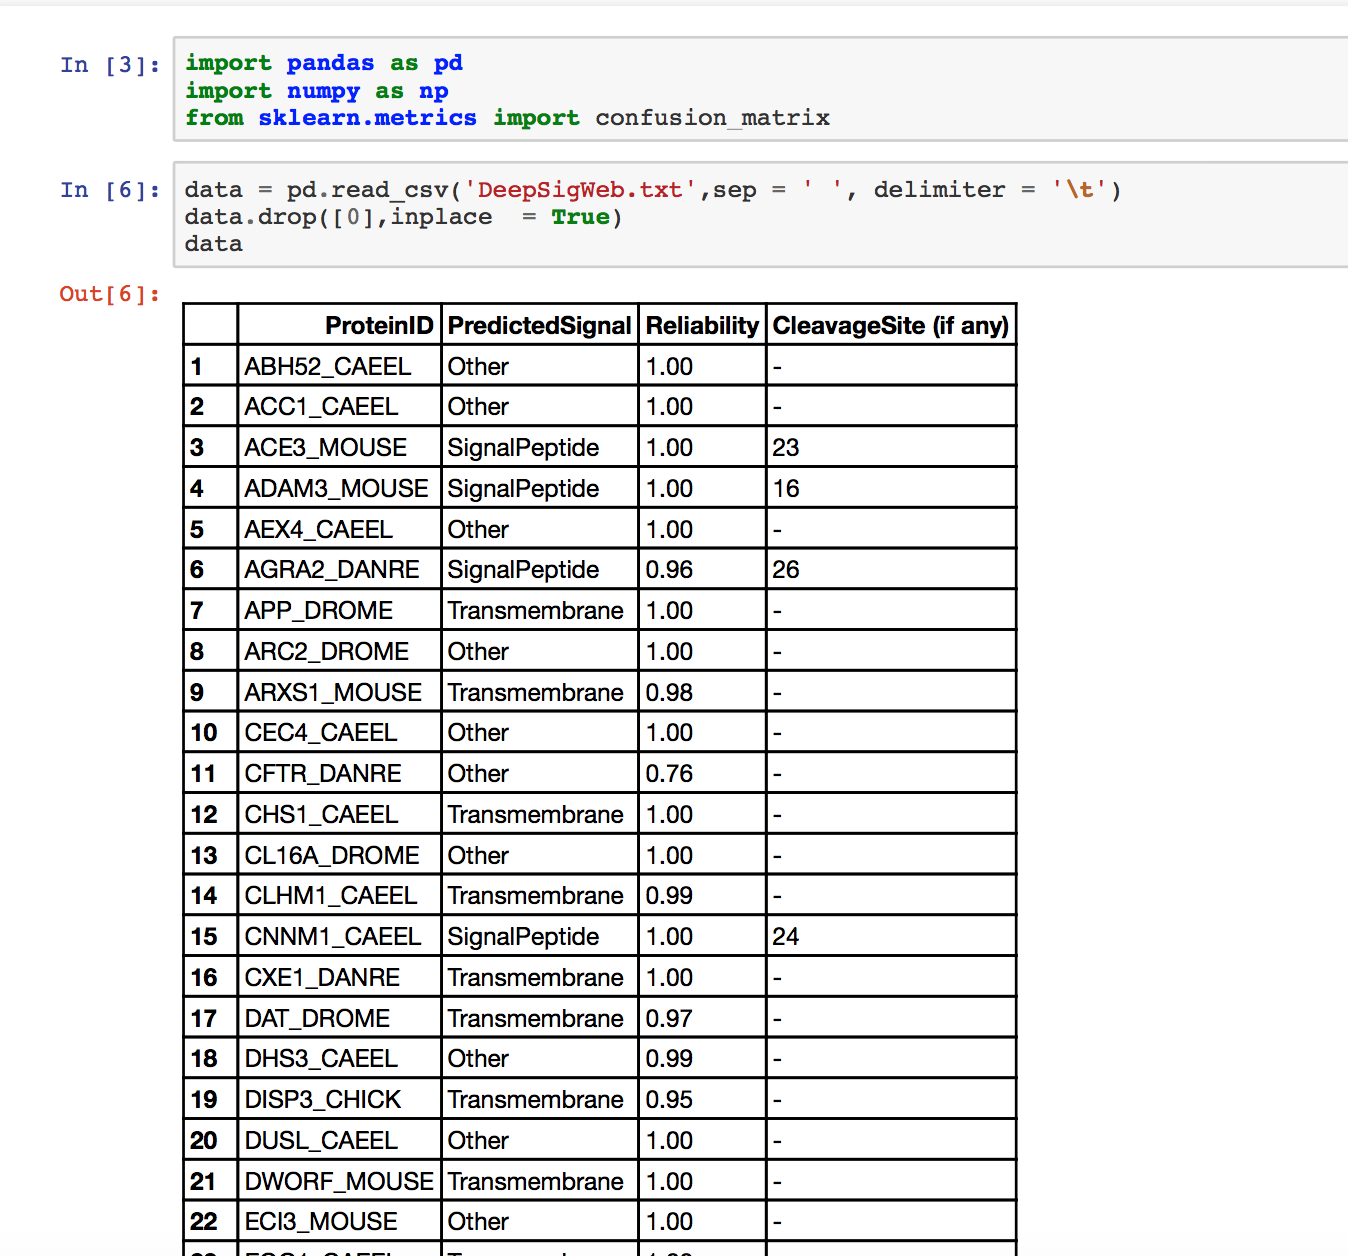 In [3]: import pandas as pd
import numpy as np
from sklearn.metrics import confusion_matrix
In [6]: data = pd.read_csv('DeepSigWeb.txt',sep = ' ', delimiter = '\t')
data.drop([0],inplace  = True)
data
Out[6]:
ProteinID PredictedSignal Reliability CleavageSite (if any)
1 ABH52_CAEEL Other 1.00 -
2 ACC1_CAEEL Other 1.00 -
3 ACE3_MOUSE SignalPeptide 1.00 23
4 ADAM3_MOUSE SignalPeptide 1.00 16
5 AEX4_CAEEL Other 1.00 -
6 AGRA2_DANRE SignalPeptide 0.96 26
7 APP_DROME Transmembrane 1.00 -
8 ARC2_DROME Other 1.00 -
9 ARXS1_MOUSE Transmembrane 0.98 -
10 CEC4_CAEEL Other 1.00 -
11 CFTR_DANRE Other 0.76 -
12 CHS1_CAEEL Transmembrane 1.00 -
13 CL16A_DROME Other 1.00 -
14 CLHM1_CAEEL Transmembrane 0.99 -
15 CNNM1_CAEEL SignalPeptide 1.00 24
16 CXE1_DANRE Transmembrane 1.00 -
17 DAT_DROME Transmembrane 0.97 -
18 DHS3_CAEEL Other 0.99 -
19 DISP3_CHICK Transmembrane 0.95 -
20 DUSL_CAEEL Other 1.00 -
21 DWORF_MOUSE Transmembrane 1.00 -
22 ECI3_MOUSE Other 1.00 -